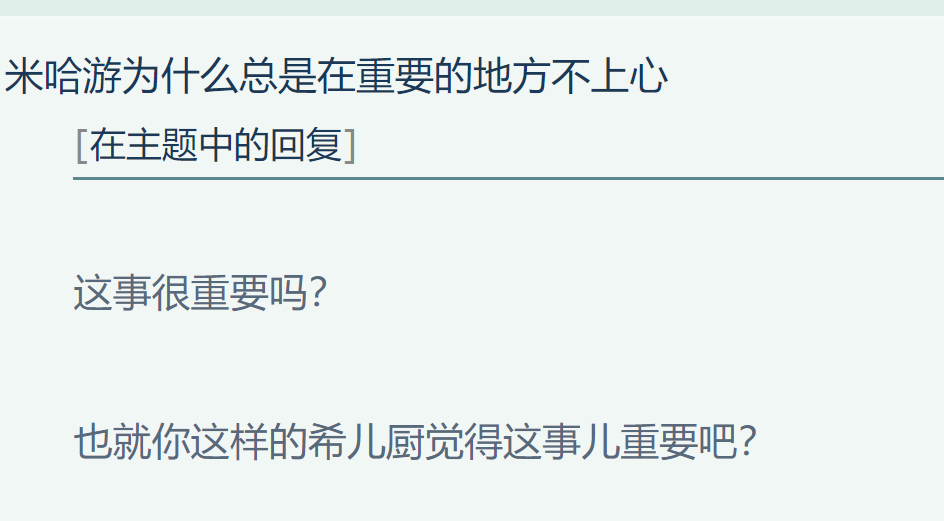 米哈游为什么总是在重要的地方不上心
[在主题中的回复]
这事很重要吗？
也就你这样的希儿厨觉得这事儿重要吧？